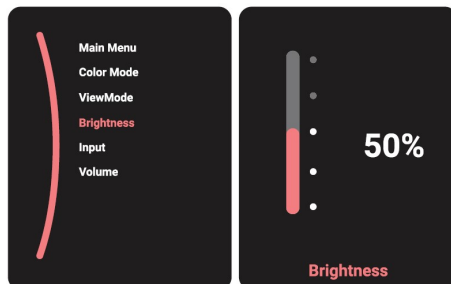 Main Menu
Color Mode
ViewMode
Brightness
Input
Volume
50%
Brightness